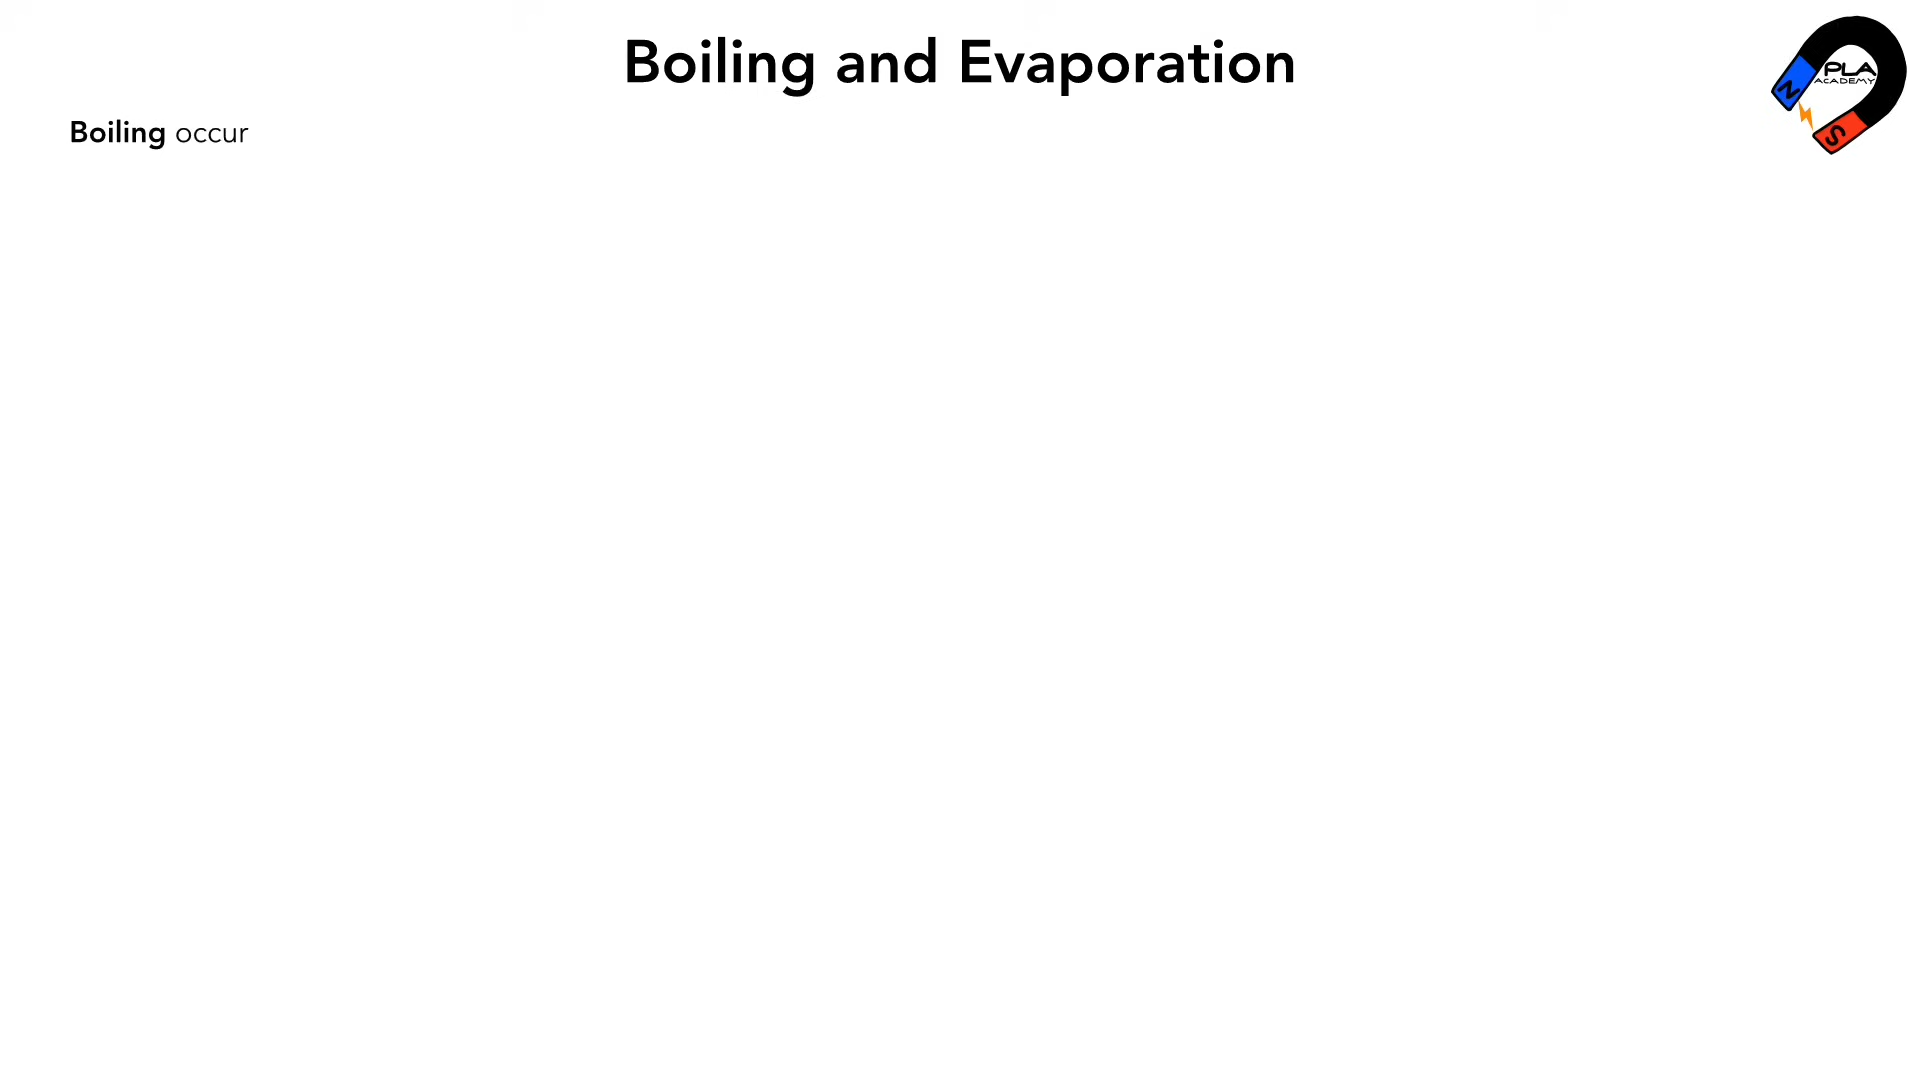 Boiling and Evaporation
PLA
ACADEMY
N
S
Boiling occur